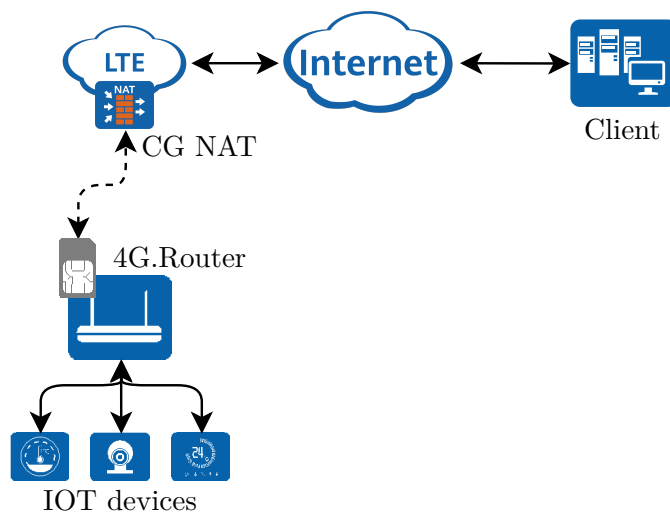 LTE
Internet
NAT
CG NAT
Client
4G.Router
24
IOT devices